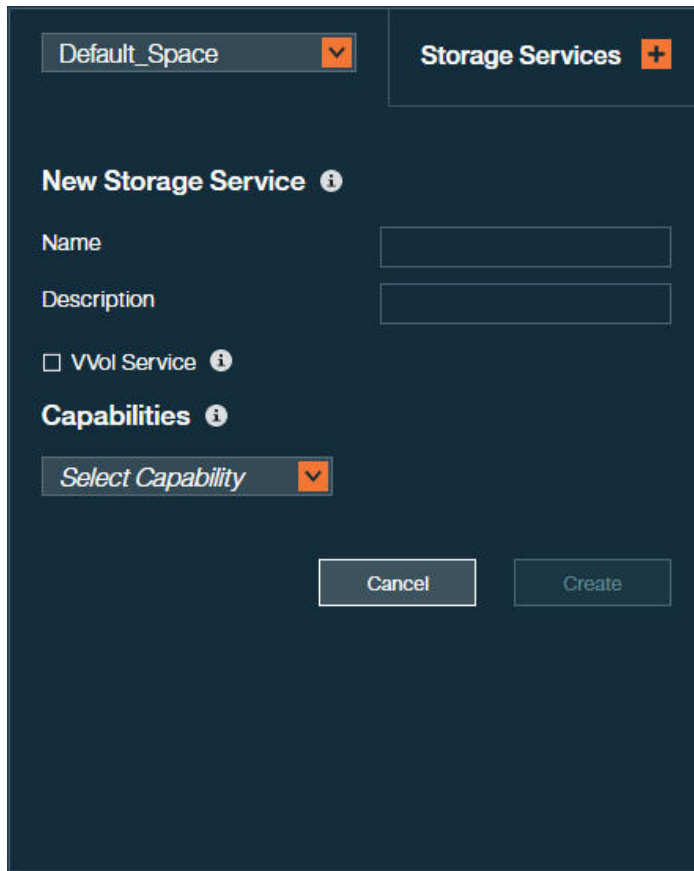 Default_Space
Storage Services
New Storage Service
Name
Description
VVol Service
Capabilities
Select Capability
Cancel
Create